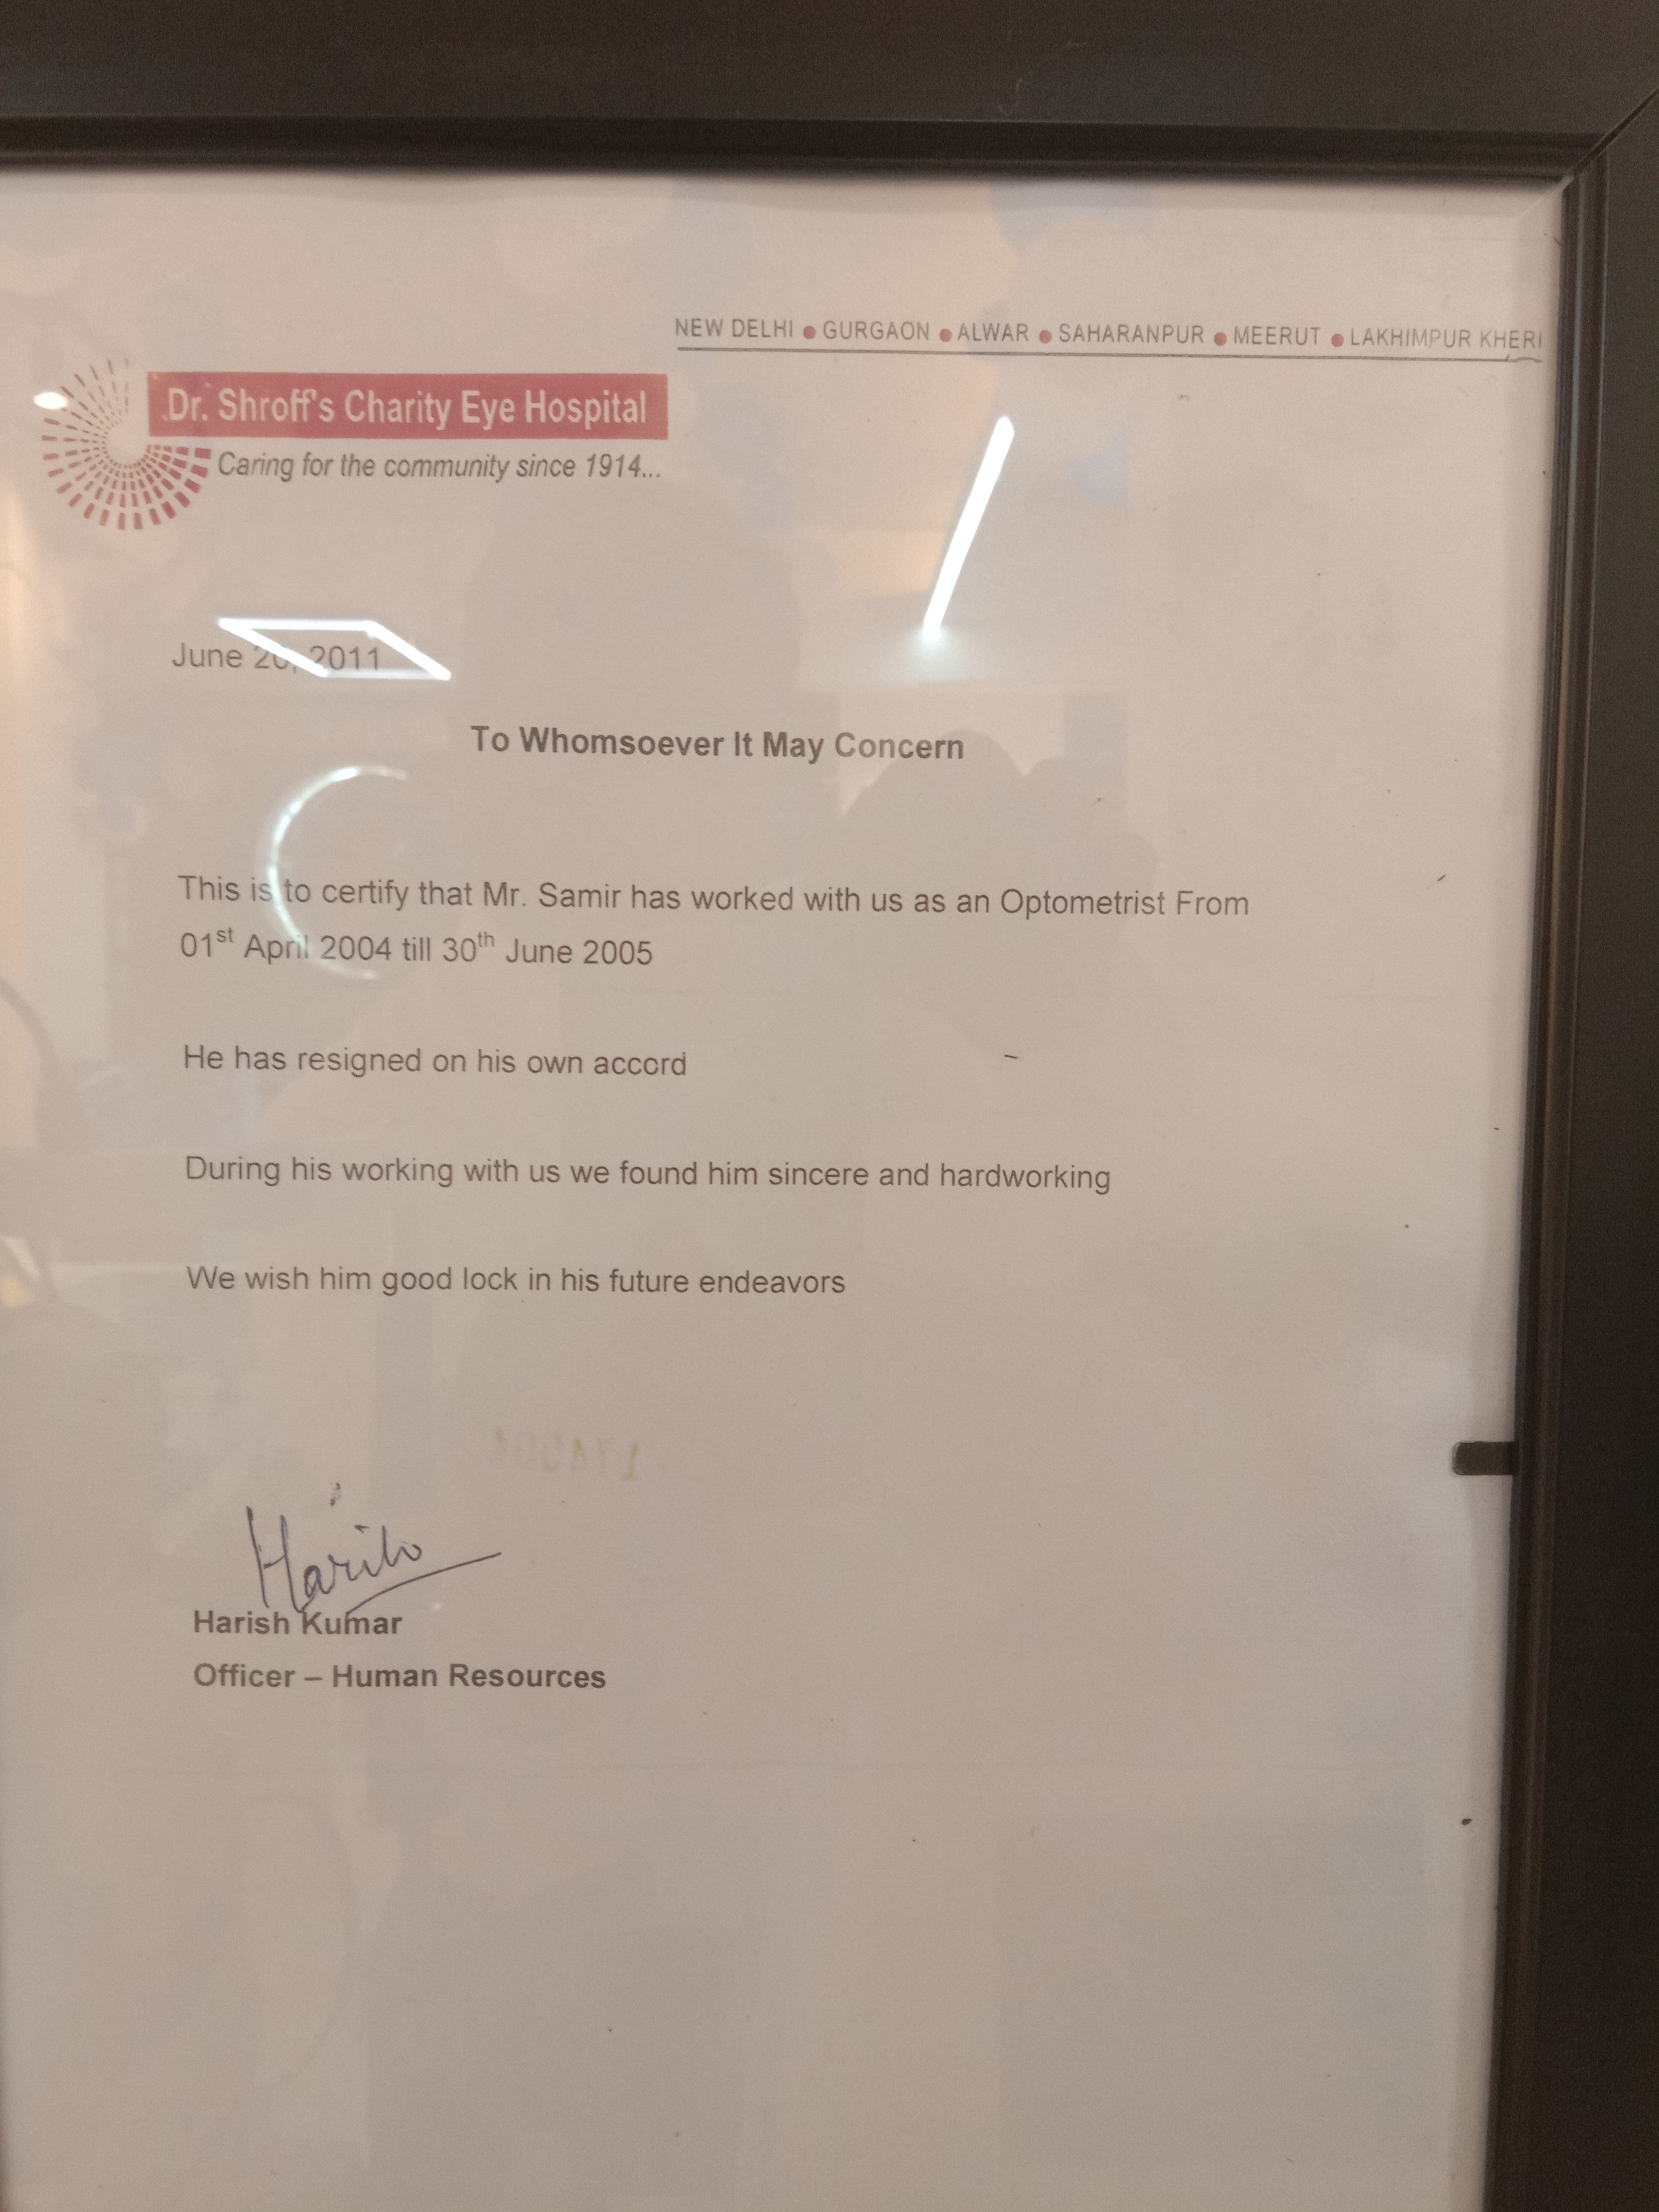 NEW DELHI ● GURGAON ● ALWAR ● SAHARANPUR ● MEERUT ● LAKHIMPUR KHERI
Dr. Shroff's Charity Eye Hospital
Caring for the community since 1914...
June 20, 2011
To Whomsoever It May Concern
This is to certify that Mr. Samir has worked with us as an Optometrist From
01st April 2004 till 30th June 2005
He has resigned on his own accord
During his working with us we found him sincere and hardworking
We wish him good lock in his future endeavors
Harish
Harish Kumar
Officer – Human Resources